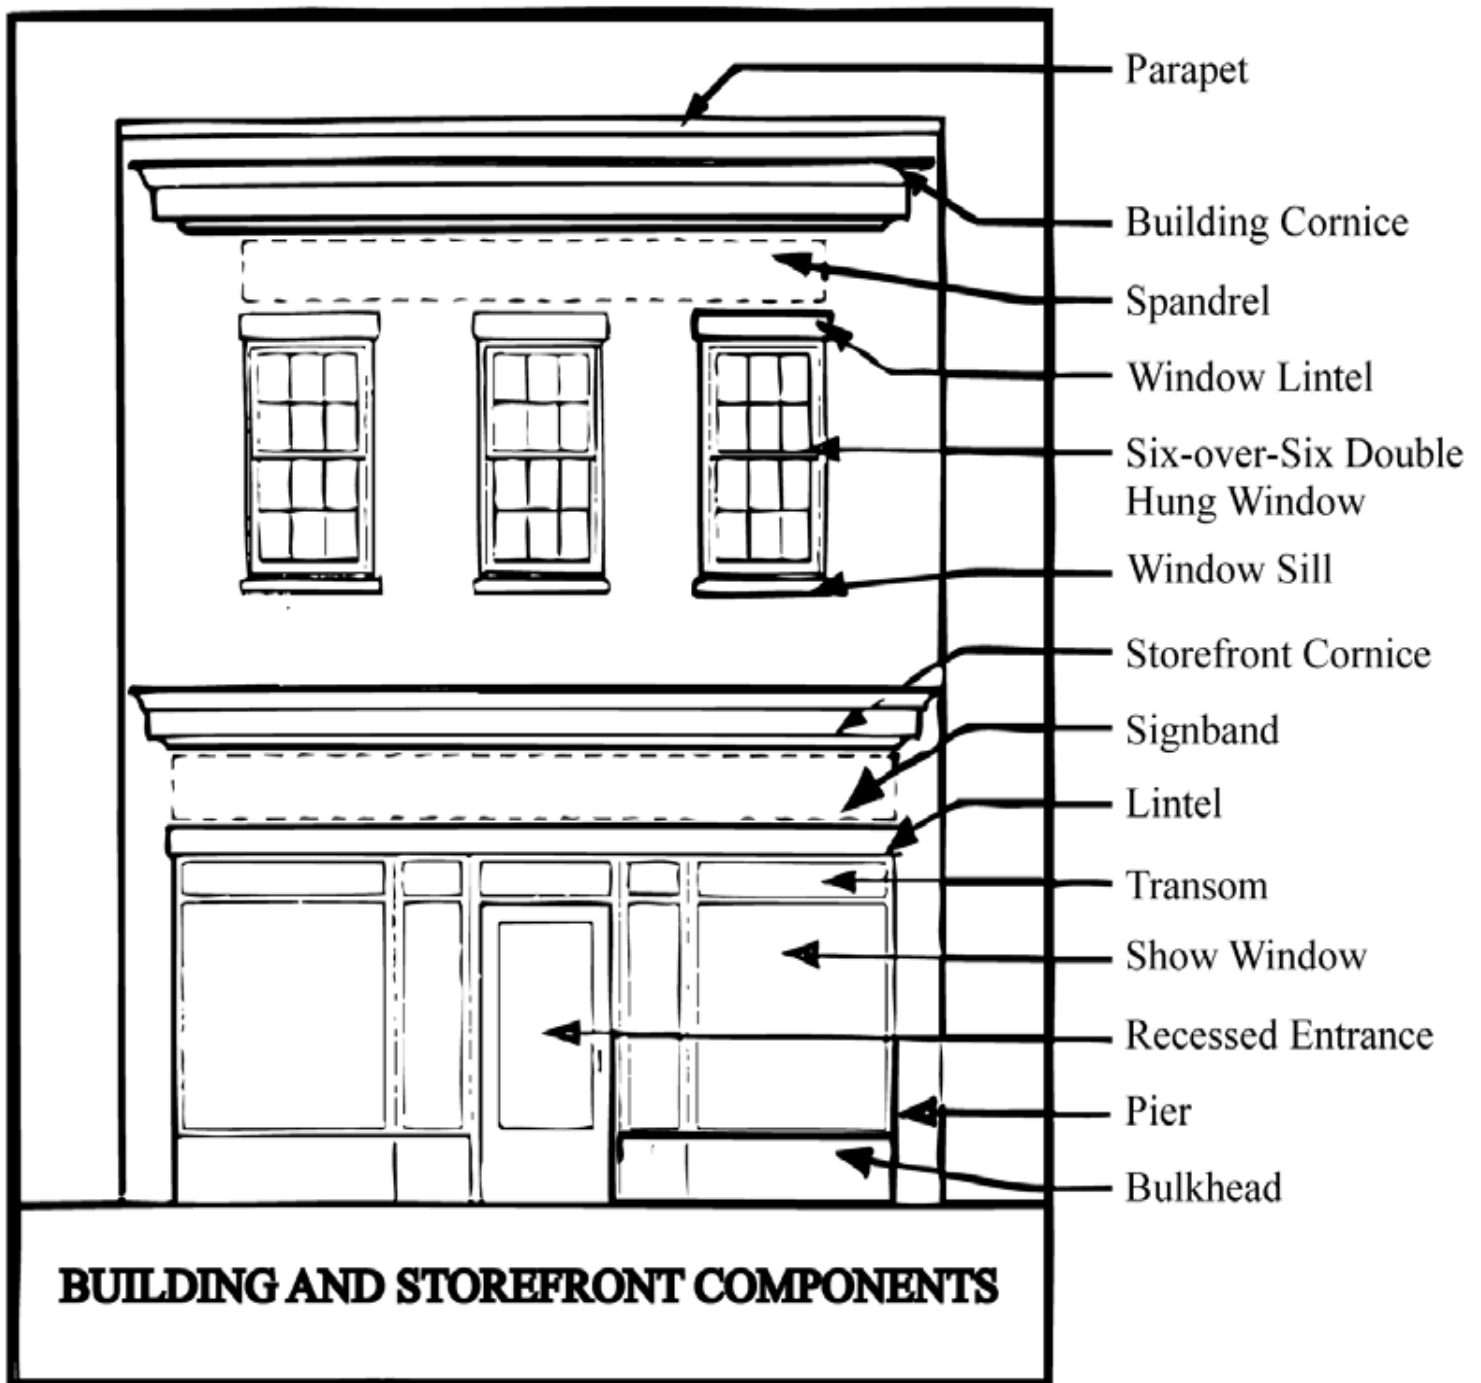 Parapet
Building Cornice
Spandrel
Window Lintel
Six-over-Six Double
Hung Window
Window Sill
Storefront Cornice
Signband
Lintel
Transom
Show Window
Recessed Entrance
Pier
Bulkhead
BUILDING AND STOREFRONT COMPONENTS